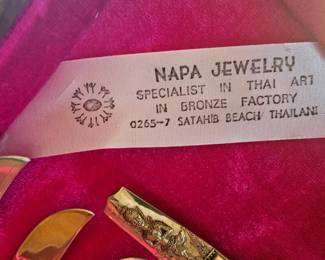 NAPA JEWELRY
SPECIALIST IN THAI ART
IN BRONZE FACTORY
0265-7 SATAHIB BEACH THAILAND